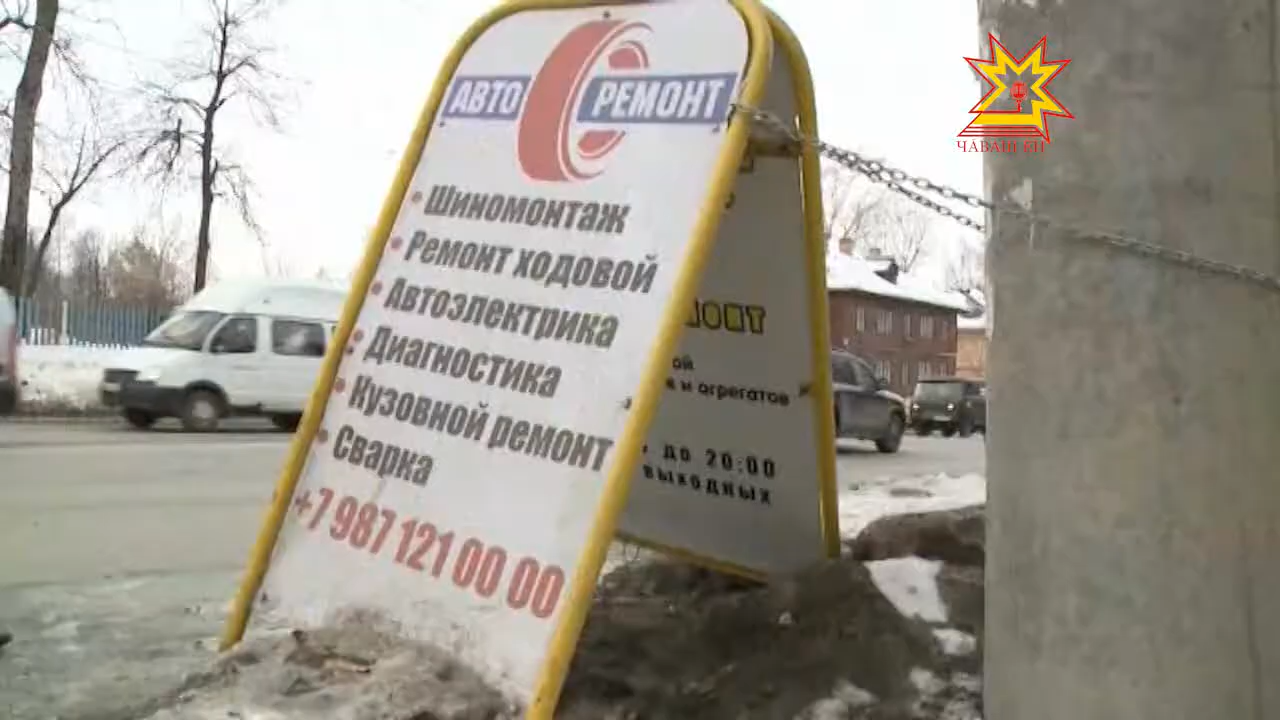 АВТО РЕМОНТ
• Шиномонтаж
• Ремонт ходовой
• Автоэлектрика
• Диагностика
• Кузовной ремонт
• Сварка
+7 987 121 00 00
и агрегатов
до 20:00
выходных
ЧӐВАШ ЕН